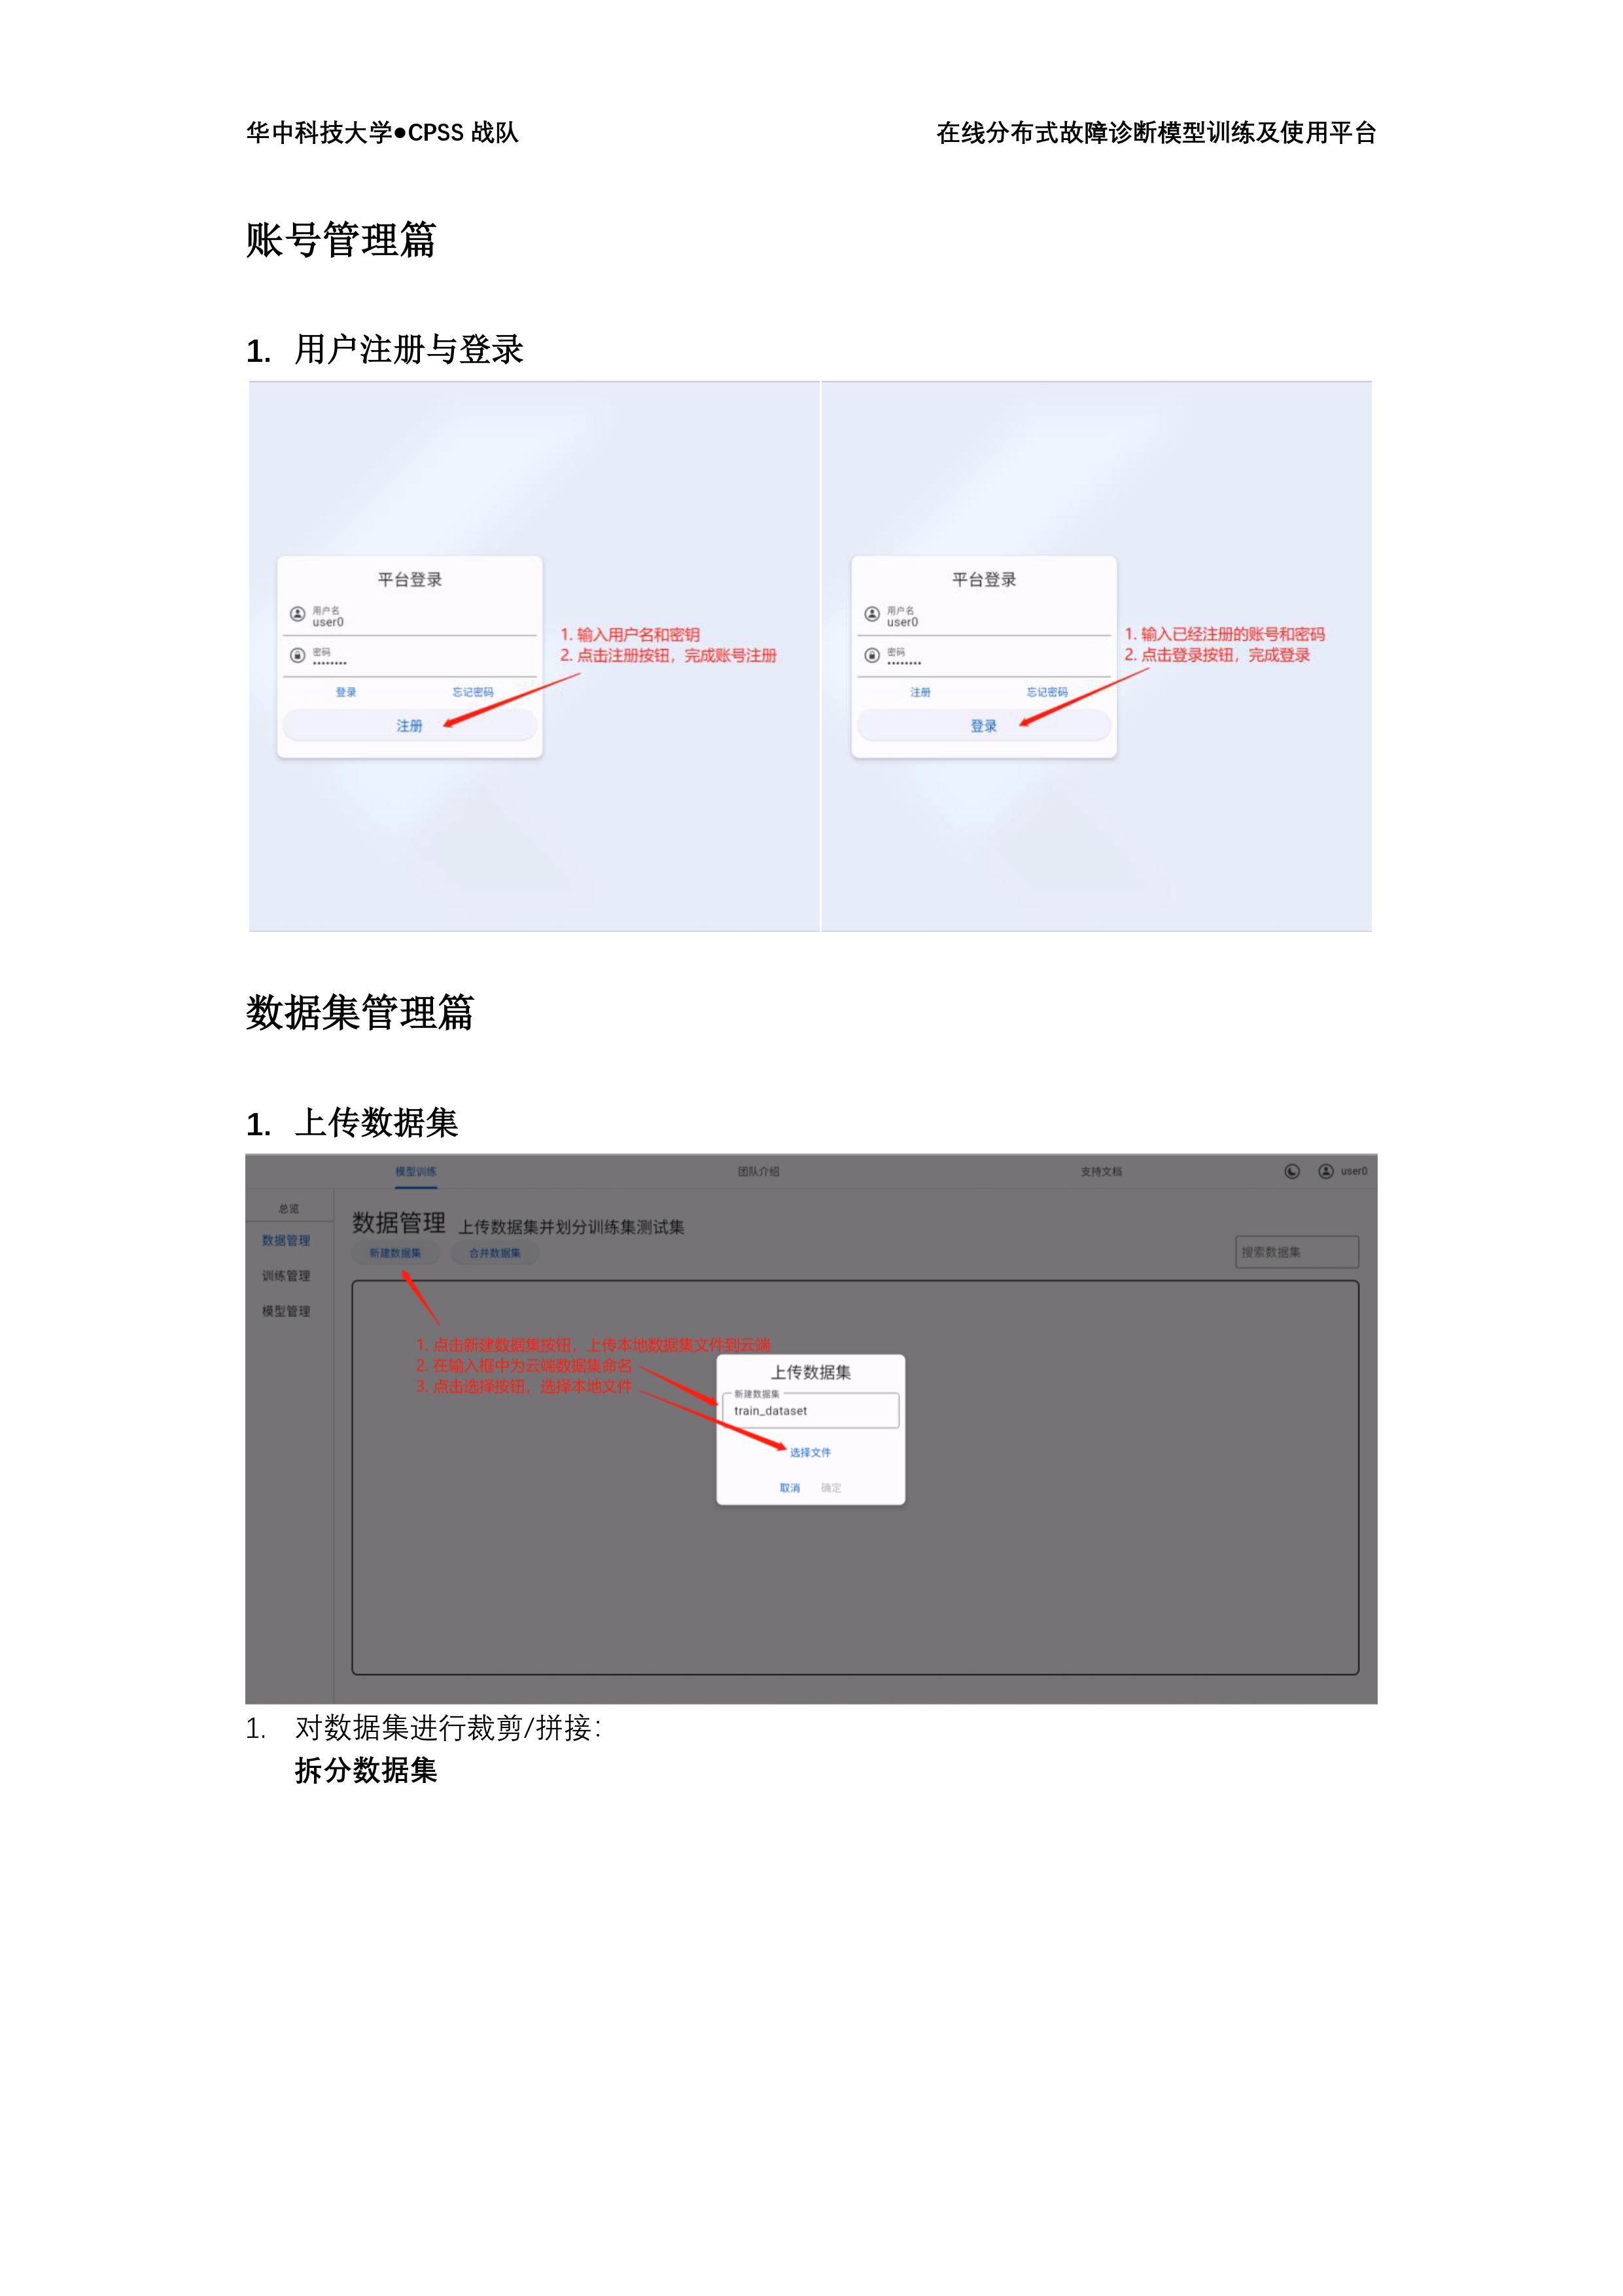 华中科技大学●CPSS 战队
在线分布式故障诊断模型训练及使用平台
账号管理篇
1. 用户注册与登录
平台登录
用户名
user0
密码
••••••••
登录 忘记密码
注册
1. 输入用户名和密钥
2. 点击注册按钮，完成账号注册
平台登录
用户名
user0
密码
••••••••
注册 忘记密码
登录
1. 输入已经注册的账号和密码
2. 点击登录按钮，完成登录
数据集管理篇
1. 上传数据集
模型训练 团队介绍 支持文档 user0
总览
数据管理
训练管理
模型管理
数据管理 上传数据集并划分训练集测试集
新建数据集 合并数据集 搜索数据集
1. 点击新建数据集按钮，上传本地数据集文件到云端
2. 在输入框中为云端数据集命名
3. 点击选择按钮，选择本地文件
上传数据集
新建数据集
train_dataset
选择文件
取消 确定
1. 对数据集进行裁剪/拼接：
拆分数据集